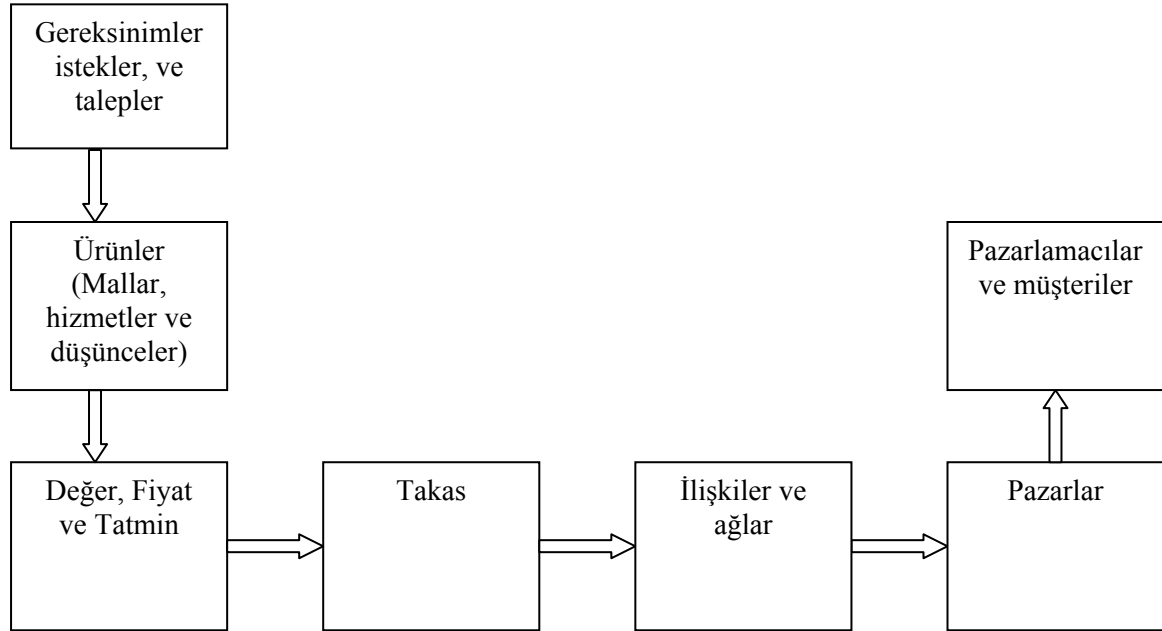 Gereksinimler
istekler, ve
talepler
Ürünler
(Mallar,
hizmetler ve
düşünceler)
Pazarlamacılar
ve müşteriler
Değer, Fiyat
ve Tatmin
Takas
İlişkiler ve
ağlar
Pazarlar